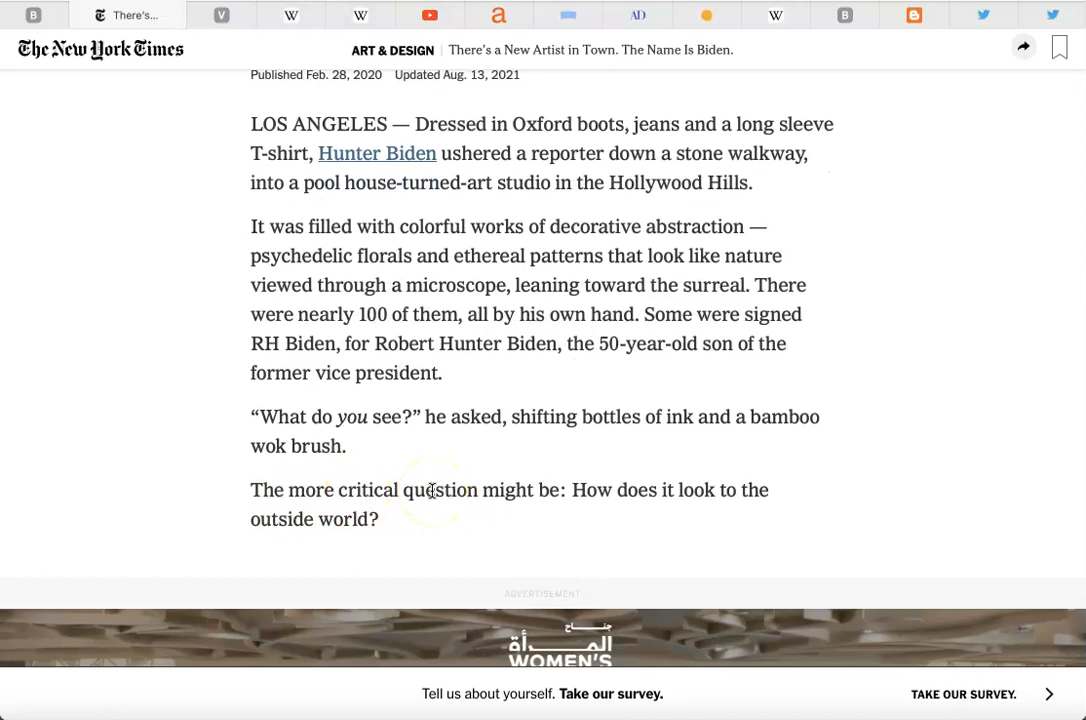 B There's... V W W a AD W B
The New York Times ART & DESIGN There's a New Artist in Town. The Name Is Biden.
Published Feb. 28, 2020 Updated Aug. 13, 2021
LOS ANGELES — Dressed in Oxford boots, jeans and a long sleeve
T-shirt, Hunter Biden ushered a reporter down a stone walkway,
into a pool house-turned-art studio in the Hollywood Hills.
It was filled with colorful works of decorative abstraction —
psychedelic florals and ethereal patterns that look like nature
viewed through a microscope, leaning toward the surreal. There
were nearly 100 of them, all by his own hand. Some were signed
RH Biden, for Robert Hunter Biden, the 50-year-old son of the
former vice president.
“What do you see?” he asked, shifting bottles of ink and a bamboo
wok brush.
The more critical question might be: How does it look to the
outside world?
ADVERTISEMENT
جناح
المرأة
WOMEN'S
Tell us about yourself. Take our survey. TAKE OUR SURVEY.